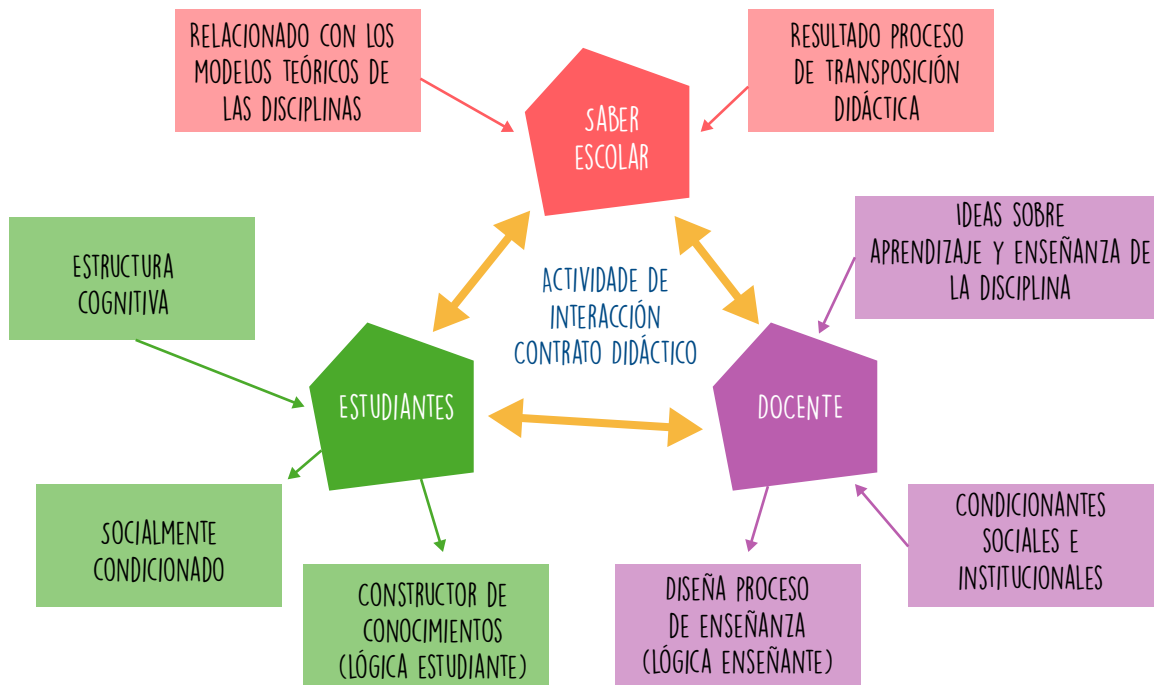 RELACIONADO CON LOS
MODELOS TEÓRICOS DE
LAS DISCIPLINAS
RESULTADO PROCESO
DE TRANSPOSICIÓN
DIDÁCTICA
SABER
ESCOLAR
IDEAS SOBRE
APRENDIZAJE Y ENSEÑANZA DE
LA DISCIPLINA
ESTRUCTURA
COGNITIVA
ACTIVIDADE DE
INTERACCIÓN
CONTRATO DIDÁCTICO
ESTUDIANTES
DOCENTE
SOCIALMENTE
CONDICIONADO
CONDICIONANTES
SOCIALES E
INSTITUCIONALES
CONSTRUCTOR DE
CONOCIMIENTOS
(LÓGICA ESTUDIANTE)
DISEÑA PROCESO
DE ENSEÑANZA
(LÓGICA ENSEÑANTE)